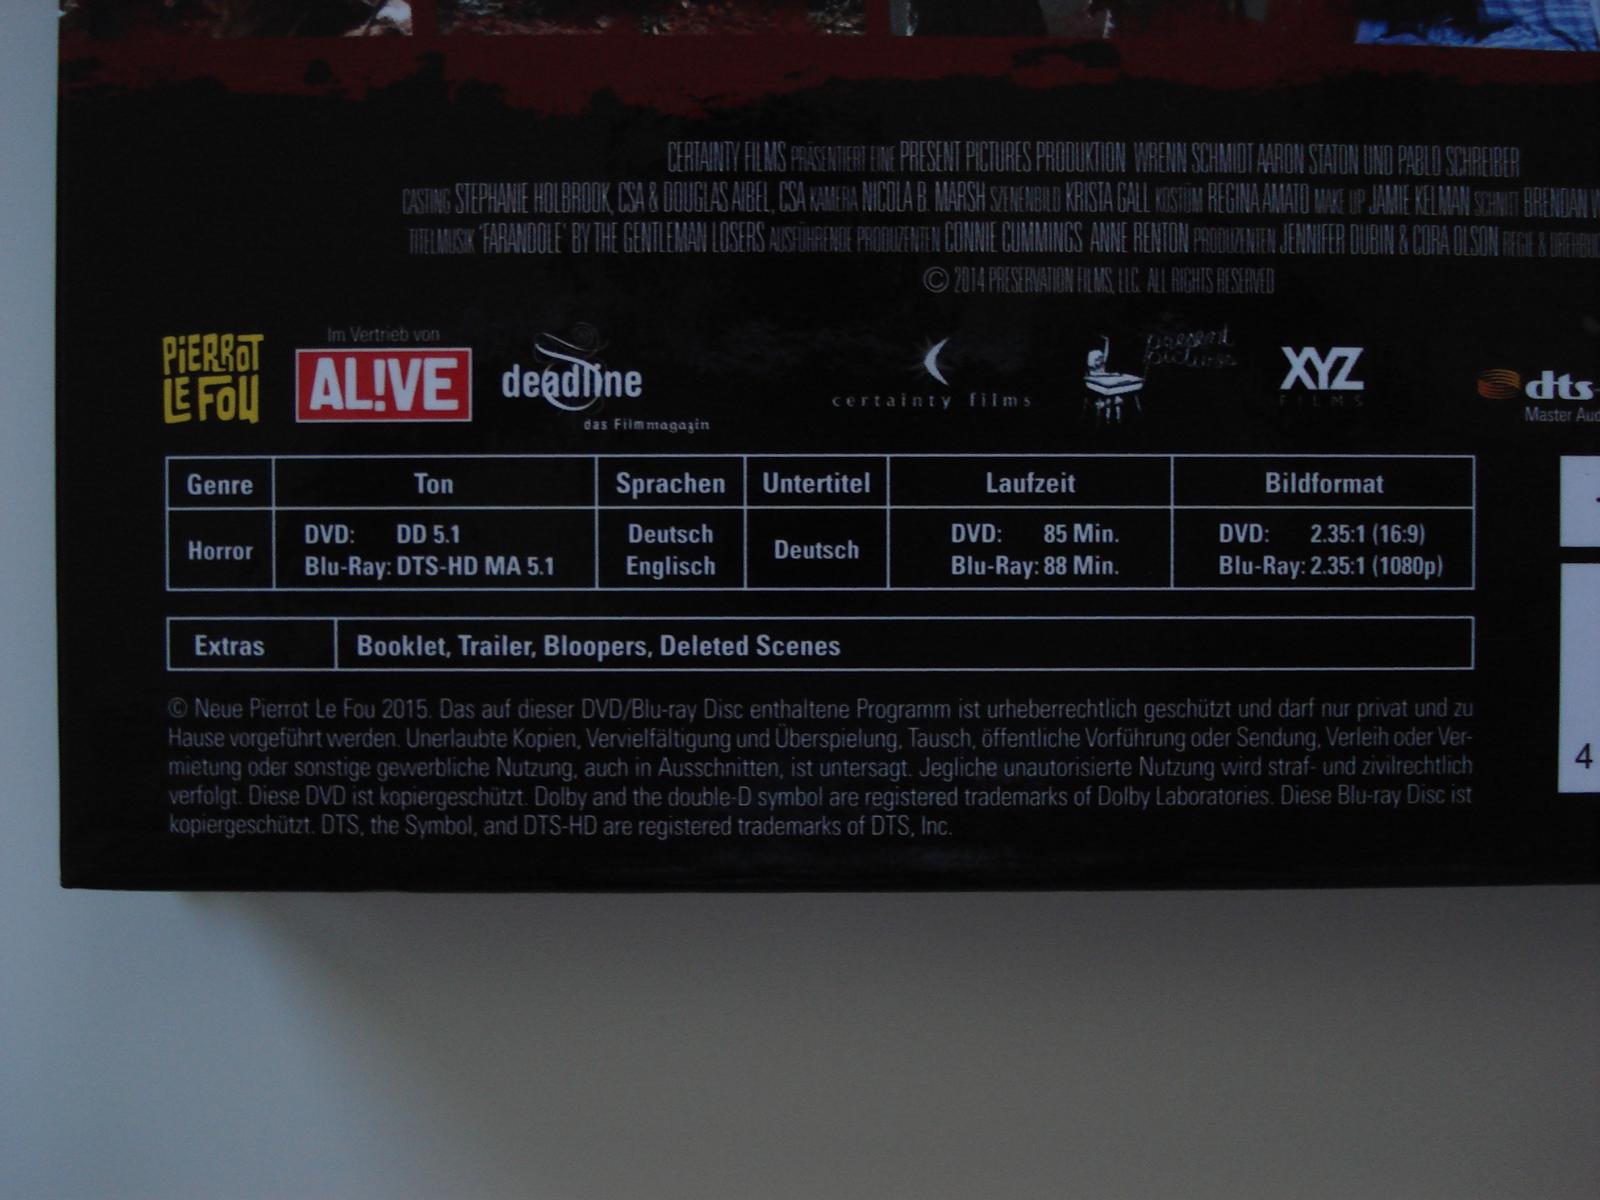 CERTAINTY FILMS PRÄSENTIERT EINE PRESENT PICTURES PRODUKTION WRENN SCHMIDT AARON STATON UND PABLO SCHREIBER
CASTING STEPHANIE HOLBROOK, CSA & DOUGLAS AIBEL, CSA KAMERA NICOLA B. MARSH SZENENBILD KRISTA GALL KOSTÜM REGINA AMATO MAKE UP JAMIE KELMAN SCHNITT BRENDAN
TITELMUSIK 'FARANDOLE' BY THE GENTLEMAN LOSERS AUSFÜHRENDE PRODUZENTEN CONNIE CUMMINGS ANNE RENTON PRODUZENTEN JENNIFER DUBIN & CORA OLSON REGIE &
© 2014 PRESERVATION FILMS, LLC. ALL RIGHTS RESERVED
PIERROT LE FOU
Im Vertrieb von
AL!VE
deadline
das Filmmagazin
certainty films
present pictures
XYZ
FILMS
dts-
Master
Genre Ton Sprachen Untertitel Laufzeit Bildformat
Horror
DVD: DD 5.1
Blu-Ray: DTS-HD MA 5.1
Deutsch
Englisch
Deutsch
DVD: 85 Min.
Blu-Ray: 88 Min.
DVD: 2.35:1 (16:9)
Blu-Ray: 2.35:1 (1080p)
Extras Booklet, Trailer, Bloopers, Deleted Scenes
© Neue Pierrot Le Fou 2015. Das auf dieser DVD/Blu-ray Disc enthaltene Programm ist urheberrechtlich geschützt und darf nur privat und zu
Hause vorgeführt werden. Unerlaubte Kopien, Vervielfältigung und Überspielung, Tausch, öffentliche Vorführung oder Sendung, Verleih oder Ver-
mietung oder sonstige gewerbliche Nutzung, auch in Ausschnitten, ist untersagt. Jegliche unautorisierte Nutzung wird straf- und zivilrechtlich
verfolgt. Diese DVD ist kopiergeschützt. Dolby and the double-D symbol are registered trademarks of Dolby Laboratories. Diese Blu-ray Disc ist
kopiergeschützt. DTS, the Symbol, and DTS-HD are registered trademarks of DTS, Inc.
4